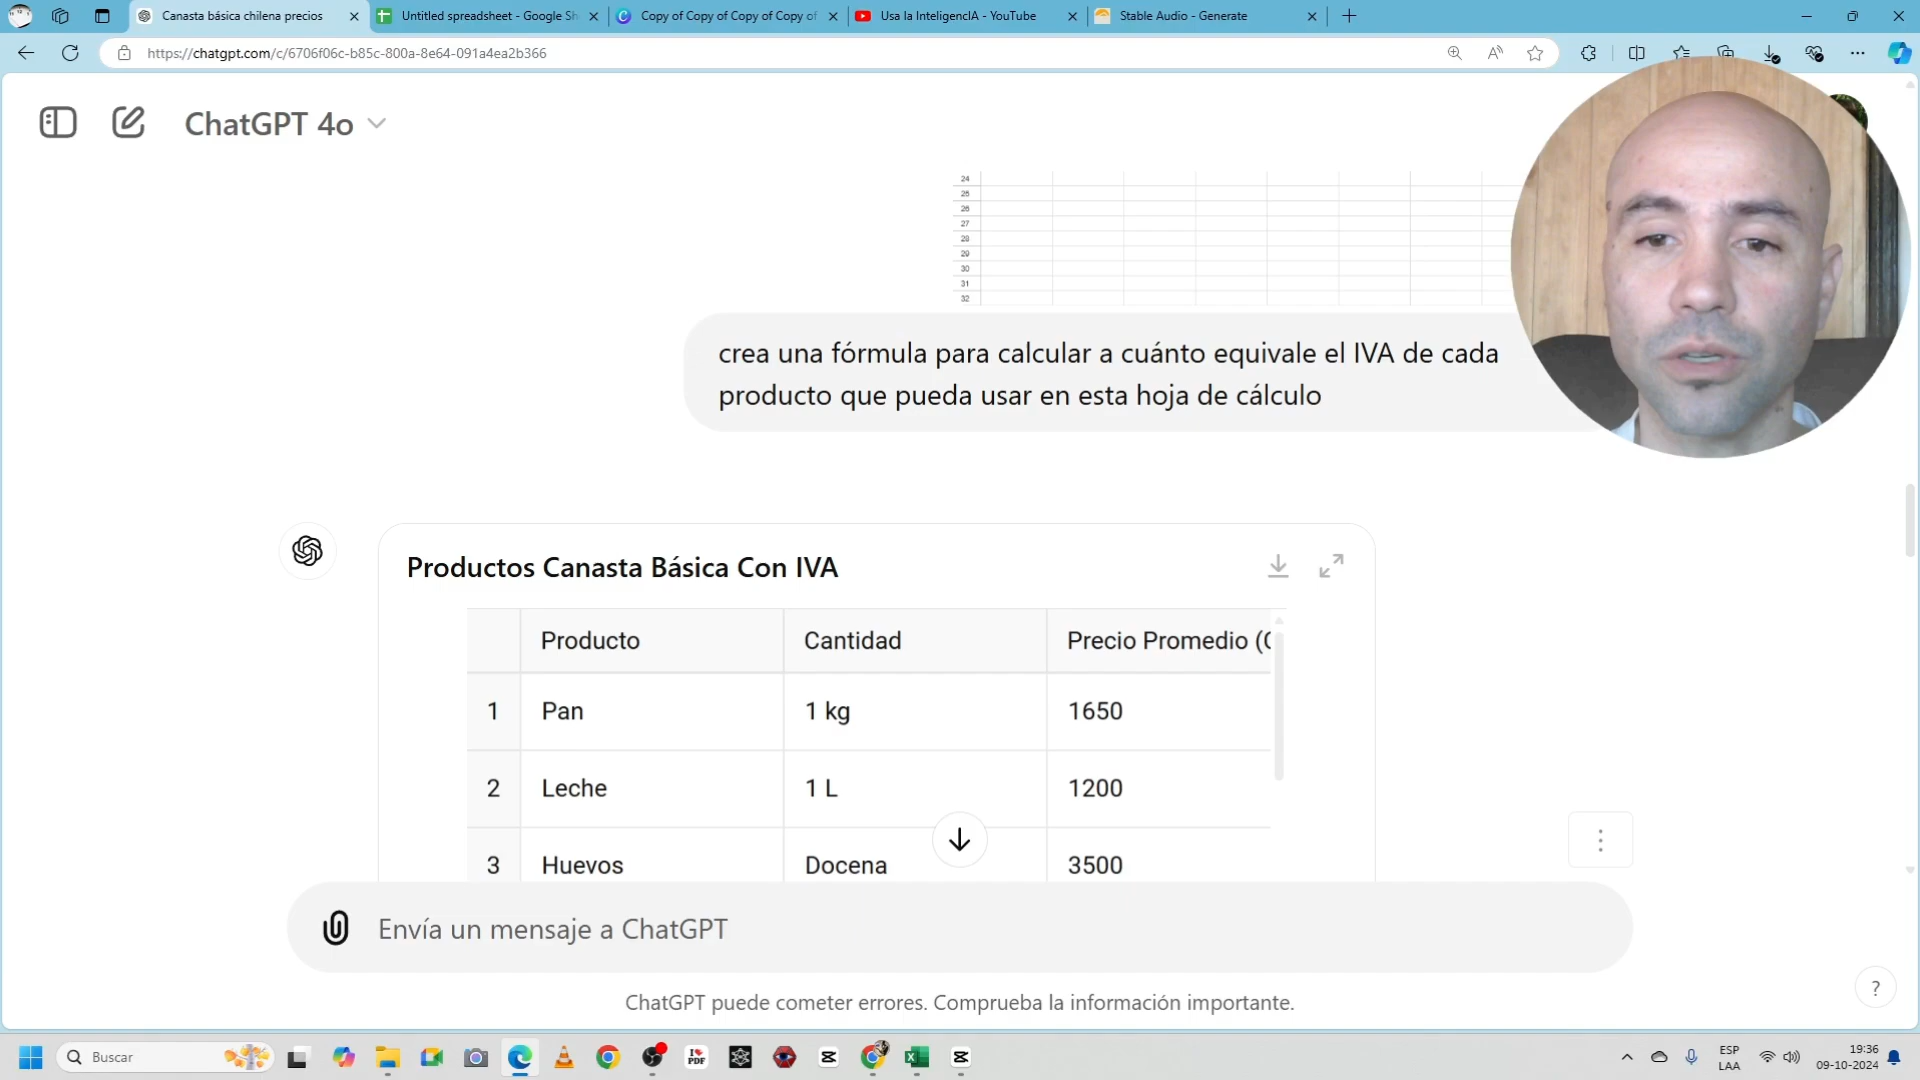 Canasta básica chilena precios
Untitled spreadsheet - Google Sh
Copy of Copy of Copy of Copy of
Usa la InteligencIA - YouTube
Stable Audio - Generate
https://chatgpt.com/c/6706f06c-b85c-800a-8e64-091a4ea2b366
ChatGPT 4o
24
25
26
27
28
29
30
31
32
crea una fórmula para calcular a cuánto equivale el IVA de cada
producto que pueda usar en esta hoja de cálculo
Productos Canasta Básica Con IVA
Producto Cantidad Precio Promedio (C
1 Pan 1 kg 1650
2 Leche 1 L 1200
3 Huevos Docena 3500
Envía un mensaje a ChatGPT
ChatGPT puede cometer errores. Comprueba la información importante.
?
Buscar
I PDF
ESP
LAA
19:36
09-10-2024